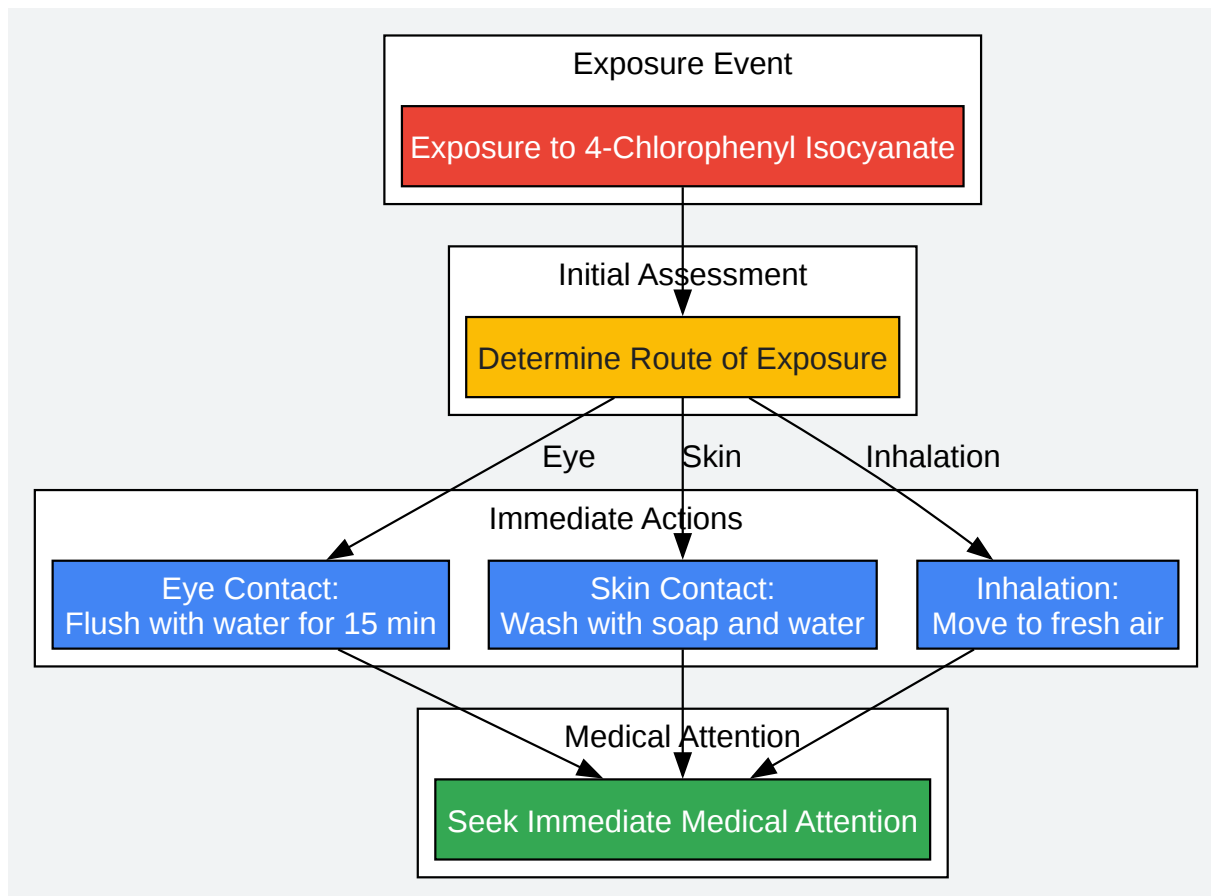 Exposure Event
Exposure to 4-Chlorophenyl Isocyanate
Initial Assessment
Determine Route of Exposure
Eye
Skin
Inhalation
Immediate Actions
Eye Contact:
Flush with water for 15 min
Skin Contact:
Wash with soap and water
Inhalation:
Move to fresh air
Medical Attention
Seek Immediate Medical Attention